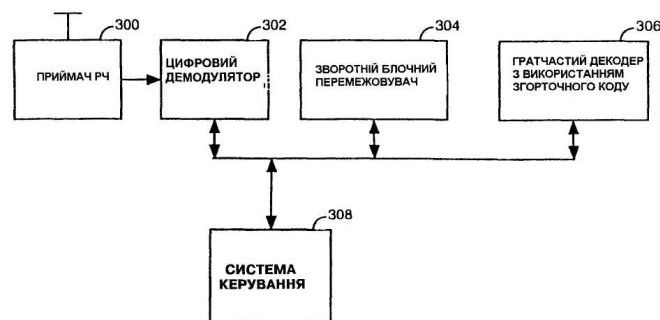 300
302
304
306
ПРИЙМАЧ РЧ
ЦИФРОВИЙ
ДЕМОДУЛЯТОР
ЗВОРОТНІЙ БЛОЧНИЙ
ПЕРЕМЕЖОВУВАЧ
ГРАТЧАСТИЙ ДЕКОДЕР
З ВИКОРИСТАННЯМ
ЗГОРТОЧНОГО КОДУ
308
СИСТЕМА
КЕРУВАННЯ